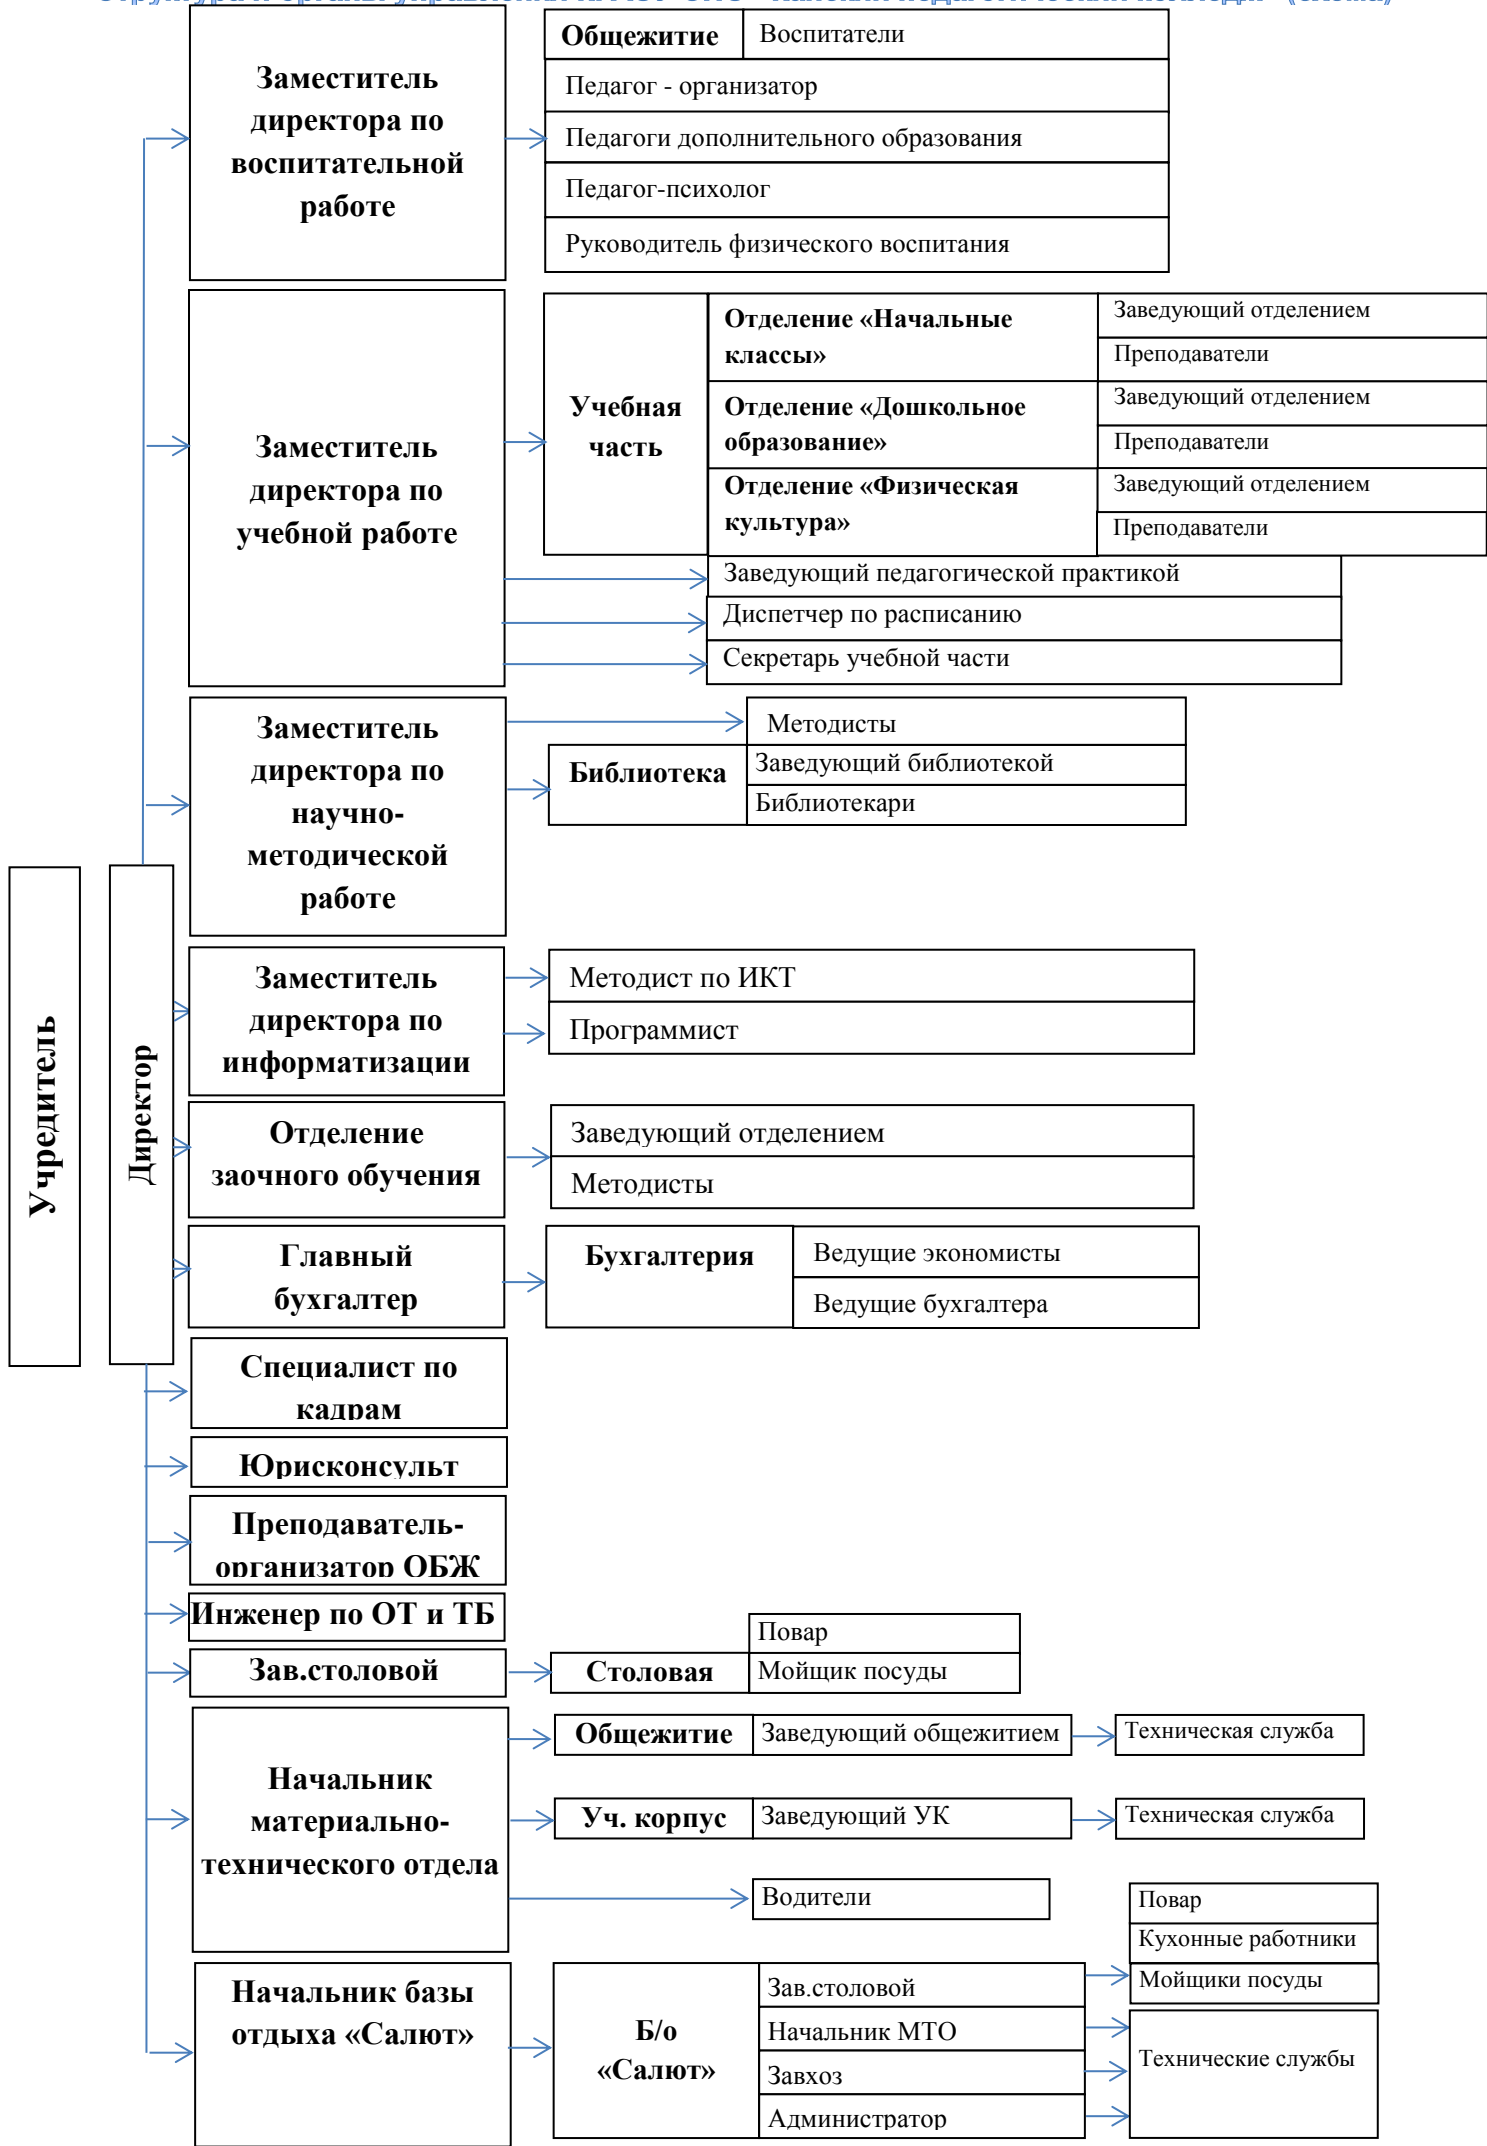 Общежитие
Воспитатели
Заместитель
директора по
воспитательной
работе
Педагог - организатор
Педагоги дополнительного образования
Педагог-психолог
Руководитель физического воспитания
Заместитель
директора по
учебной работе
Учебная
часть
Отделение «Начальные
классы»
Заведующий отделением
Преподаватели
Отделение «Дошкольное
образование»
Заведующий отделением
Преподаватели
Отделение «Физическая
культура»
Заведующий отделением
Преподаватели
Заведующий педагогической практикой
Диспетчер по расписанию
Секретарь учебной части
Заместитель
директора по
научно-
методической
работе
Методисты
Библиотека
Заведующий библиотекой
Библиотекари
Учредитель
Директор
Заместитель
директора по
информатизации
Методист по ИКТ
Программист
Отделение
заочного обучения
Заведующий отделением
Методисты
Главный
бухгалтер
Бухгалтерия
Ведущие экономисты
Ведущие бухгалтера
Специалист по
кадрам
Юрисконсульт
Преподаватель-
организатор ОБЖ
Инженер по ОТ и ТБ
Зав.столовой
Столовая
Повар
Мойщик посуды
Начальник
материально-
технического отдела
Общежитие
Заведующий общежитием
Техническая служба
Уч. корпус
Заведующий УК
Техническая служба
Водители
Начальник базы
отдыха «Салют»
Б/о
«Салют»
Зав.столовой
Начальник МТО
Завхоз
Администратор
Повар
Кухонные работники
Мойщики посуды
Технические службы